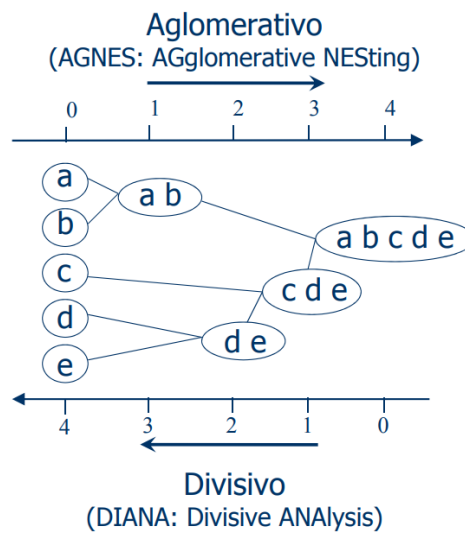 Aglomerativo
(AGNES: AGglomerative NESting)
0 1 2 3 4
a
a b
b
a b c d e
c
c d e
d
d e
e
4 3 2 1 0
Divisivo
(DIANA: Divisive ANAlysis)